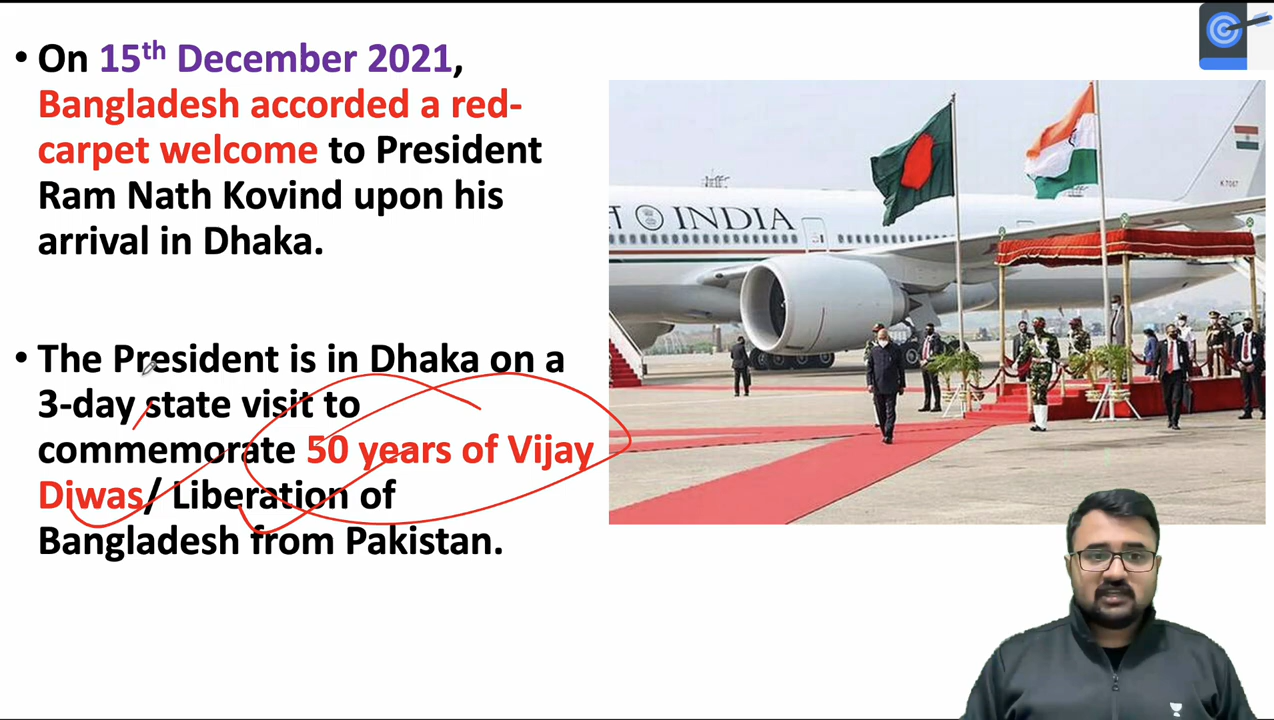 • On 15th December 2021,
Bangladesh accorded a red-
carpet welcome to President
Ram Nath Kovind upon his
arrival in Dhaka.
• The President is in Dhaka on a
3-day state visit to
commemorate 50 years of Vijay
Diwas/ Liberation of
Bangladesh from Pakistan.
INDIA
K 7067